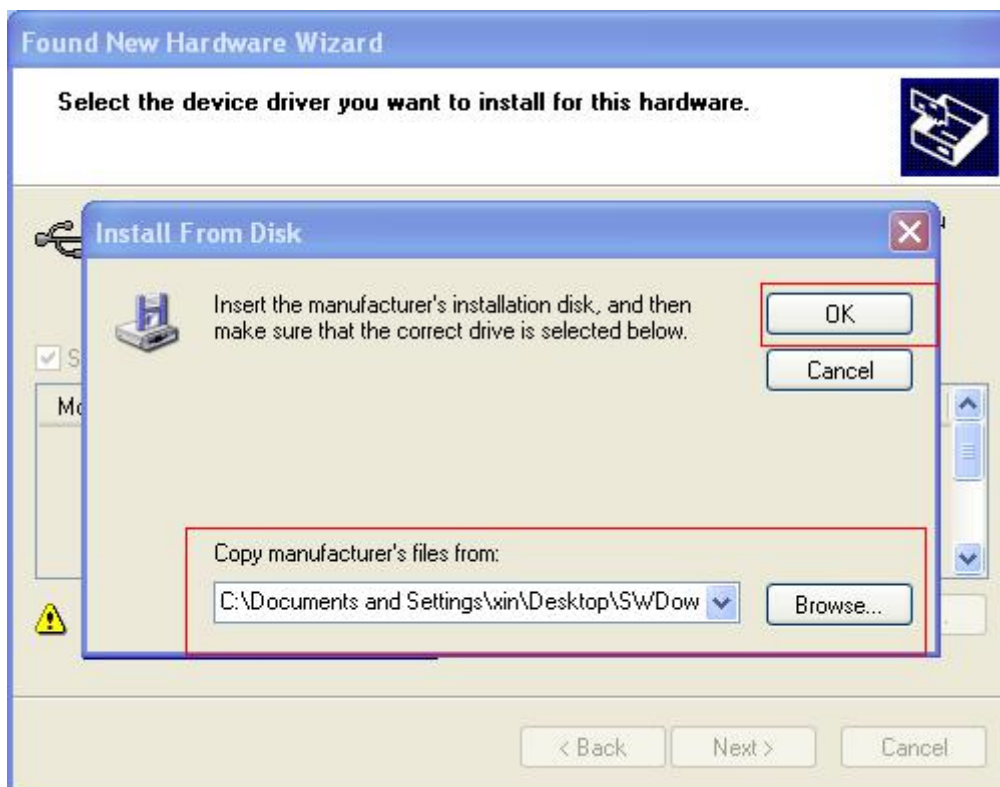 Found New Hardware Wizard
Select the device driver you want to install for this hardware.
Install From Disk
Insert the manufacturer's installation disk, and then
make sure that the correct drive is selected below.
OK
Cancel
Copy manufacturer's files from:
C:\Documents and Settings\xin\Desktop\SWDow
Browse...
< Back
Next >
Cancel